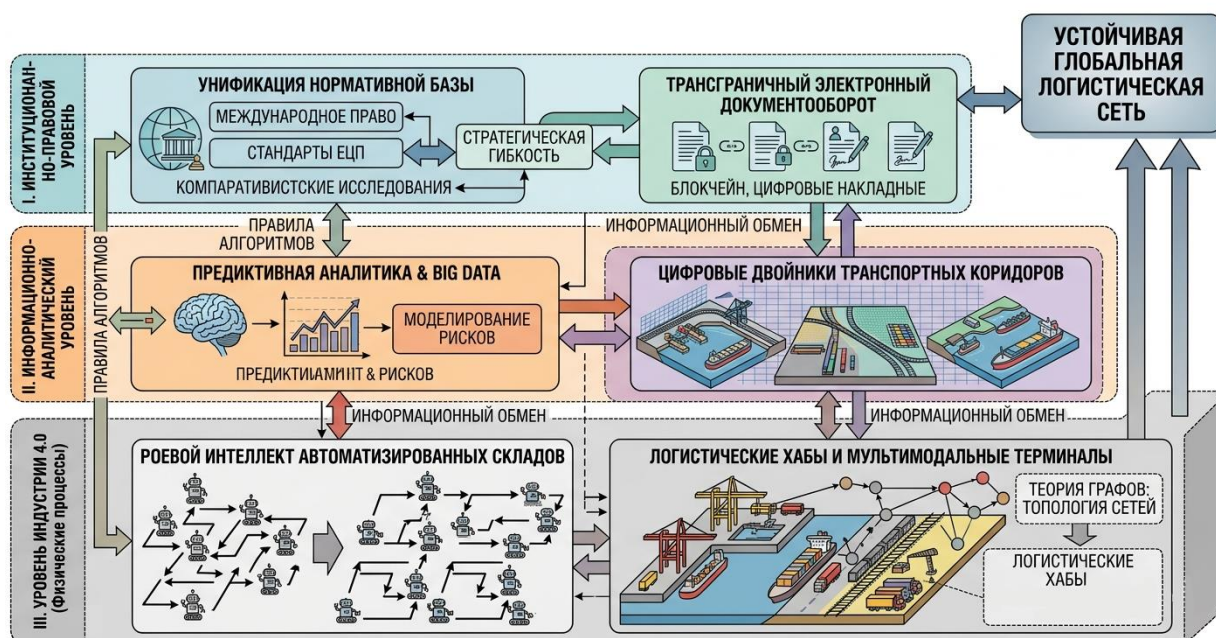 УСТОЙЧИВАЯ
ГЛОБАЛЬНАЯ
ЛОГИСТИЧЕСКАЯ
СЕТЬ
I. ИНСТИТУЦИОНАН-
НО-ПРАВОВОЙ
УРОВЕНЬ
УНИФИКАЦИЯ НОРМАТИВНОЙ БАЗЫ
МЕЖДУНАРОДНОЕ ПРАВО
СТАНДАРТЫ ЕЦП
СТРАТЕГИЧЕСКАЯ
ГИБКОСТЬ
КОМПАРАТИВИСТСКИЕ ИССЛЕДОВАНИЯ
ТРАНСГРАНИЧНЫЙ ЭЛЕКТРОННЫЙ
ДОКУМЕНТООБОРОТ
БЛОКЧЕЙН, ЦИФРОВЫЕ НАКЛАДНЫЕ
ПРАВИЛА
АЛГОРИТМОВ
ИНФОРМАЦИОННЫЙ ОБМЕН
ПРАВИЛА АЛГОРИТМОВ
II. ИНФОРМАЦИОННО-
АНАЛИТИЧЕСКИЙ
УРОВЕНЬ
ПРЕДИКТИВНАЯ АНАЛИТИКА & BIG DATA
МОДЕЛИРОВАНИЕ
РИСКОВ
& РИСКОВ
ЦИФРОВЫЕ ДВОЙНИКИ ТРАНСПОРТНЫХ КОРИДОРОВ
ИНФОРМАЦИОННЫЙ ОБМЕН
ИНФОРМАЦИОННЫЙ ОБМЕН
III. УРОВЕНЬ ИНДУСТРИИ 4.0
(Физические процессы)
РОЕВОЙ ИНТЕЛЛЕКТ АВТОМАТИЗИРОВАННЫХ СКЛАДОВ
ЛОГИСТИЧЕСКИЕ ХАБЫ И МУЛЬТИМОДАЛЬНЫЕ ТЕРМИНАЛЫ
ТЕОРИЯ ГРАФОВ:
ТОПОЛОГИЯ СЕТЕЙ
ЛОГИСТИЧЕСКИЕ
ХАБЫ